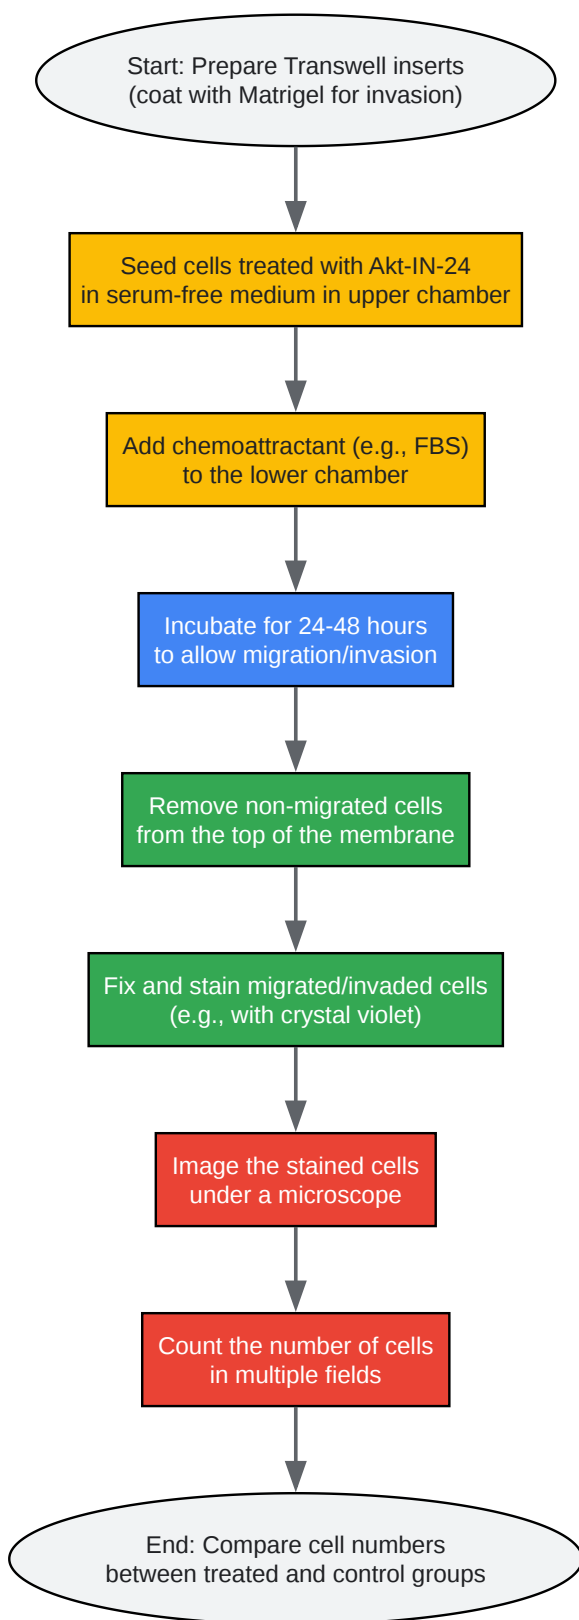 Start: Prepare Transwell inserts
(coat with Matrigel for invasion)
Seed cells treated with Akt-IN-24
in serum-free medium in upper chamber
Add chemoattractant (e.g., FBS)
to the lower chamber
Incubate for 24-48 hours
to allow migration/invasion
Remove non-migrated cells
from the top of the membrane
Fix and stain migrated/invaded cells
(e.g., with crystal violet)
Image the stained cells
under a microscope
Count the number of cells
in multiple fields
End: Compare cell numbers
between treated and control groups